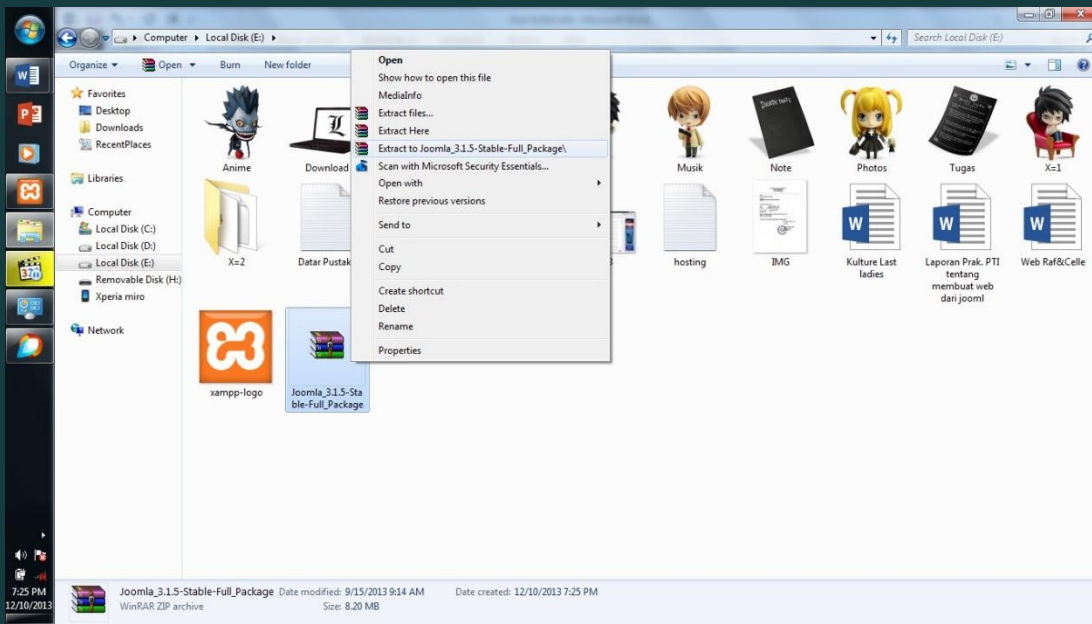 Computer ▸ Local Disk (E:) ▸
Search Local Disk (E:)
Organize ▾ Open ▾ Burn New folder
Favorites
Desktop
Downloads
RecentPlaces
Libraries
Computer
Local Disk (C:)
Local Disk (D:)
Local Disk (E:)
Removable Disk (H:)
Xperia miro
Network
Open
Show how to open this file
MediaInfo
Extract files...
Extract Here
Extract to Joomla_3.1.5-Stable-Full_Package\
Scan with Microsoft Security Essentials...
Open with
Restore previous versions
Send to
Cut
Copy
Create shortcut
Delete
Rename
Properties
Anime
Download
Musik
DEATH NOTE
Note
Photos
Tugas
X=1
X=2
Datar Pustak
3
hosting
IMG
Kulture Last
ladies
Laporan Prak. PTI
tentang
membuat web
dari jooml
Web Raf&Celle
xampp-logo
Joomla_3.1.5-Sta
ble-Full_Package
7:25 PM
12/10/2013
Joomla_3.1.5-Stable-Full_Package Date modified: 9/15/2013 9:14 AM Date created: 12/10/2013 7:25 PM
WinRAR ZIP archive Size: 8.20 MB